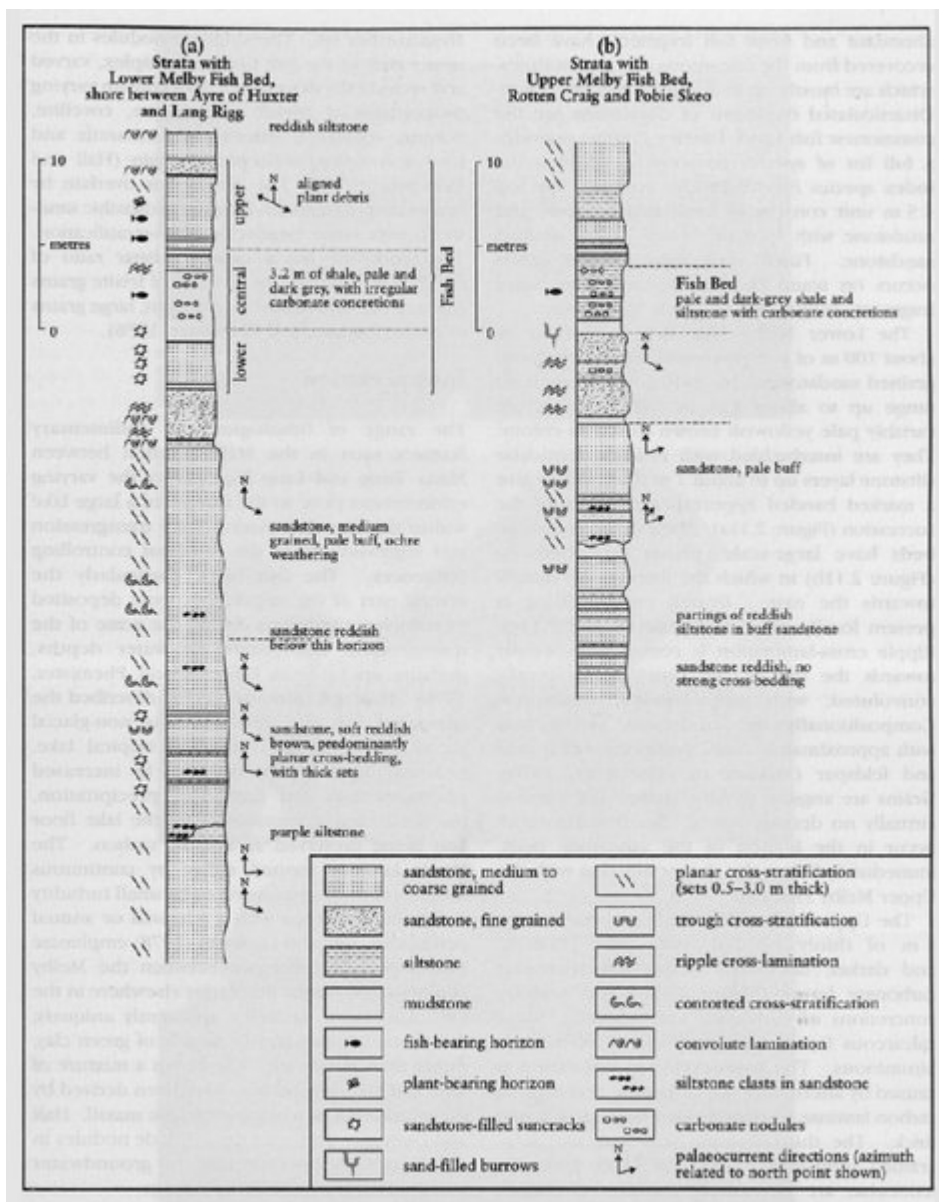 (a)
Strata with
Lower Melby Fish Bed,
shore between Ayre of Huxter
and Lang Rigg
reddish siltstone
10
N
aligned
plant debris
upper
metres
3.2 m of shale, pale and
dark grey, with irregular
carbonate concretions
central
Fish Bed
0
lower
N
sandstone, medium
grained, pale buff, ochre
weathering
sandstone reddish
below this horizon
N
sandstone, soft reddish
brown, predominantly
planar cross-bedding,
with thick sets
N
purple siltstone
N
(b)
Strata with
Upper Melby Fish Bed,
Rotten Craig and Pobie Skeo
10
metres
Fish Bed
pale and dark-grey shale and
siltstone with carbonate concretions
0
N
N
sandstone, pale buff
N
partings of reddish
siltstone in buff sandstone
sandstone reddish, no
strong cross-bedding
sandstone, medium to
coarse grained
sandstone, fine grained
siltstone
mudstone
fish-bearing horizon
plant-bearing horizon
sandstone-filled suncracks
sand-filled burrows
planar cross-stratification
(sets 0.5–3.0 m thick)
trough cross-stratification
ripple cross-lamination
contorted cross-stratification
convolute lamination
siltstone clasts in sandstone
carbonate nodules
N
palaeocurrent directions (azimuth
related to north point shown)